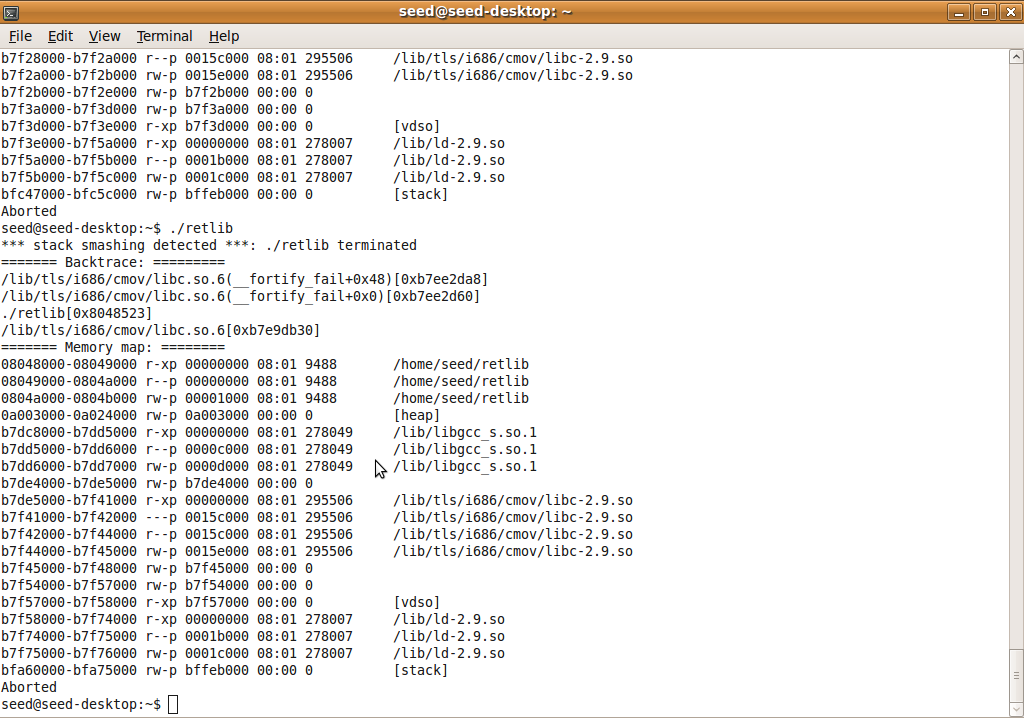 seed@seed-desktop: ~
File Edit View Terminal Help
b7f28000-b7f2a000 r--p 0015c000 08:01 295506     /lib/tls/i686/cmov/libc-2.9.so
b7f2a000-b7f2b000 rw-p 0015e000 08:01 295506     /lib/tls/i686/cmov/libc-2.9.so
b7f2b000-b7f2e000 rw-p b7f2b000 00:00 0
b7f3a000-b7f3d000 rw-p b7f3a000 00:00 0
b7f3d000-b7f3e000 r-xp b7f3d000 00:00 0          [vdso]
b7f3e000-b7f5a000 r-xp 00000000 08:01 278007     /lib/ld-2.9.so
b7f5a000-b7f5b000 r--p 0001b000 08:01 278007     /lib/ld-2.9.so
b7f5b000-b7f5c000 rw-p 0001c000 08:01 278007     /lib/ld-2.9.so
bfc47000-bfc5c000 rw-p bffeb000 00:00 0          [stack]
Aborted
seed@seed-desktop:~$ ./retlib
*** stack smashing detected ***: ./retlib terminated
======= Backtrace: =========
/lib/tls/i686/cmov/libc.so.6(__fortify_fail+0x48)[0xb7ee2da8]
/lib/tls/i686/cmov/libc.so.6(__fortify_fail+0x0)[0xb7ee2d60]
./retlib[0x8048523]
/lib/tls/i686/cmov/libc.so.6[0xb7e9db30]
======= Memory map: ========
08048000-08049000 r-xp 00000000 08:01 9488       /home/seed/retlib
08049000-0804a000 r--p 00000000 08:01 9488       /home/seed/retlib
0804a000-0804b000 rw-p 00001000 08:01 9488       /home/seed/retlib
0a003000-0a024000 rw-p 0a003000 00:00 0          [heap]
b7dc8000-b7dd5000 r-xp 00000000 08:01 278049     /lib/libgcc_s.so.1
b7dd5000-b7dd6000 r--p 0000c000 08:01 278049     /lib/libgcc_s.so.1
b7dd6000-b7dd7000 rw-p 0000d000 08:01 278049     /lib/libgcc_s.so.1
b7de4000-b7de5000 rw-p b7de4000 00:00 0
b7de5000-b7f41000 r-xp 00000000 08:01 295506     /lib/tls/i686/cmov/libc-2.9.so
b7f41000-b7f42000 ---p 0015c000 08:01 295506     /lib/tls/i686/cmov/libc-2.9.so
b7f42000-b7f44000 r--p 0015c000 08:01 295506     /lib/tls/i686/cmov/libc-2.9.so
b7f44000-b7f45000 rw-p 0015e000 08:01 295506     /lib/tls/i686/cmov/libc-2.9.so
b7f45000-b7f48000 rw-p b7f45000 00:00 0
b7f54000-b7f57000 rw-p b7f54000 00:00 0
b7f57000-b7f58000 r-xp b7f57000 00:00 0          [vdso]
b7f58000-b7f74000 r-xp 00000000 08:01 278007     /lib/ld-2.9.so
b7f74000-b7f75000 r--p 0001b000 08:01 278007     /lib/ld-2.9.so
b7f75000-b7f76000 rw-p 0001c000 08:01 278007     /lib/ld-2.9.so
bfa60000-bfa75000 rw-p bffeb000 00:00 0          [stack]
Aborted
seed@seed-desktop:~$